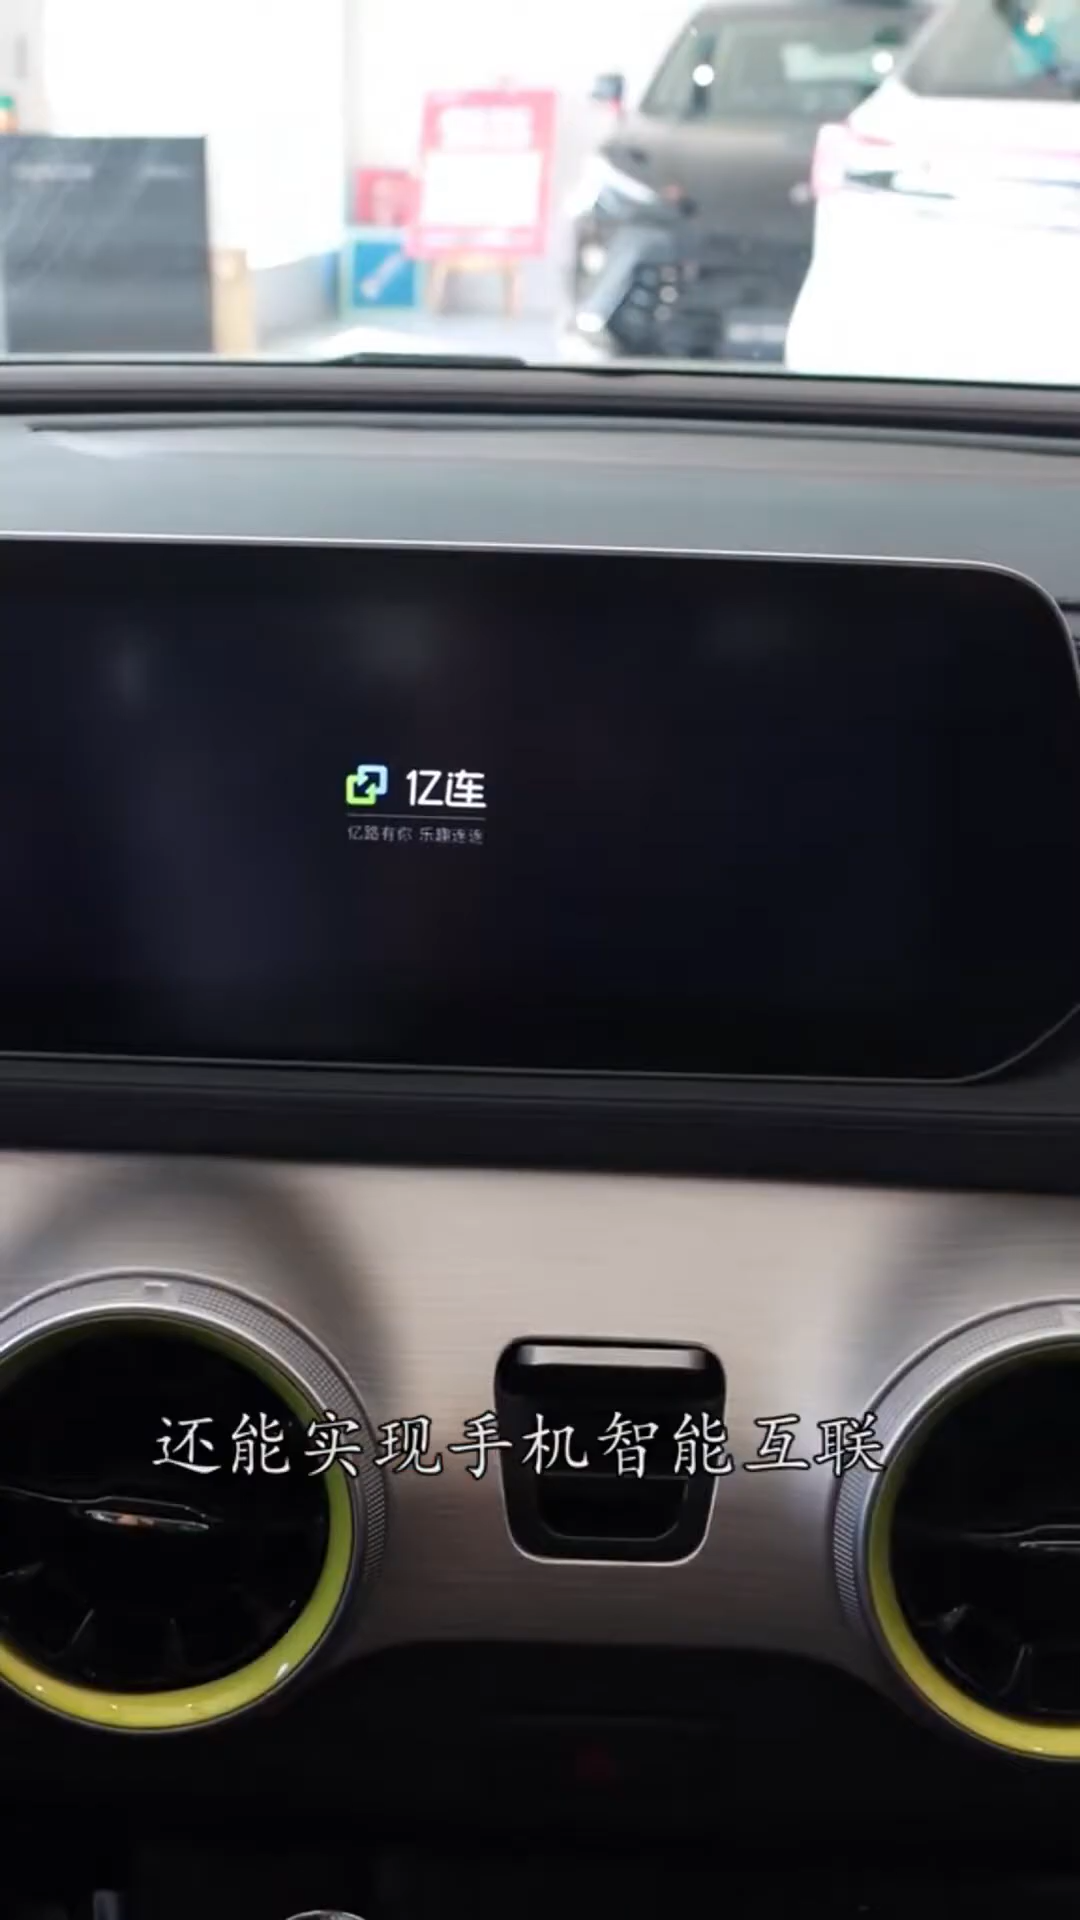 亿连
亿路有你 乐趣连连
还能实现手机智能互联